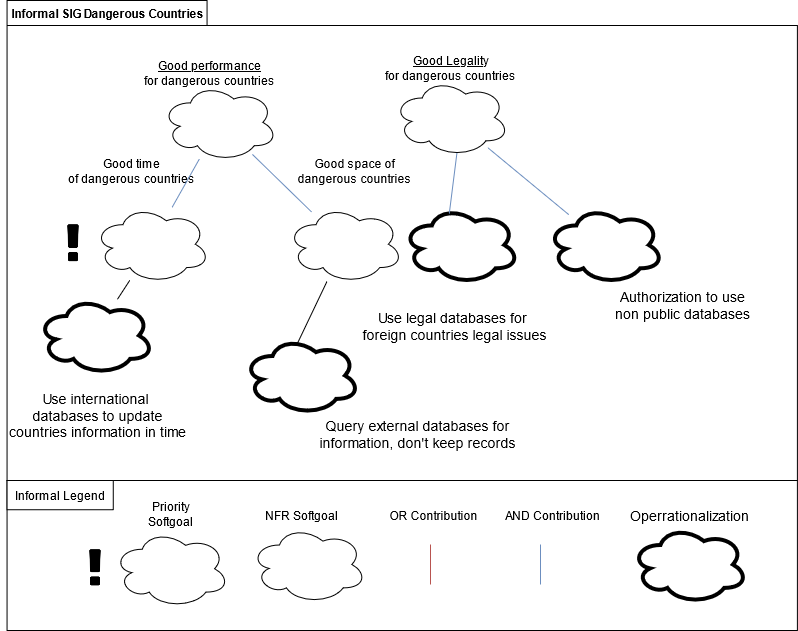 Informal SIG Dangerous Countries
Good performance
for dangerous countries
Good Legality
for dangerous countries
Good time
of dangerous countries
Good space of
dangerous countries
!
Authorization to use
non public databases
Use legal databases for
foreign countries legal issues
Use international
databases to update
countries information in time
Query external databases for
information, don't keep records
Informal Legend
Priority
Softgoal
NFR Softgoal
OR Contribution
AND Contribution
Operrationalization
!